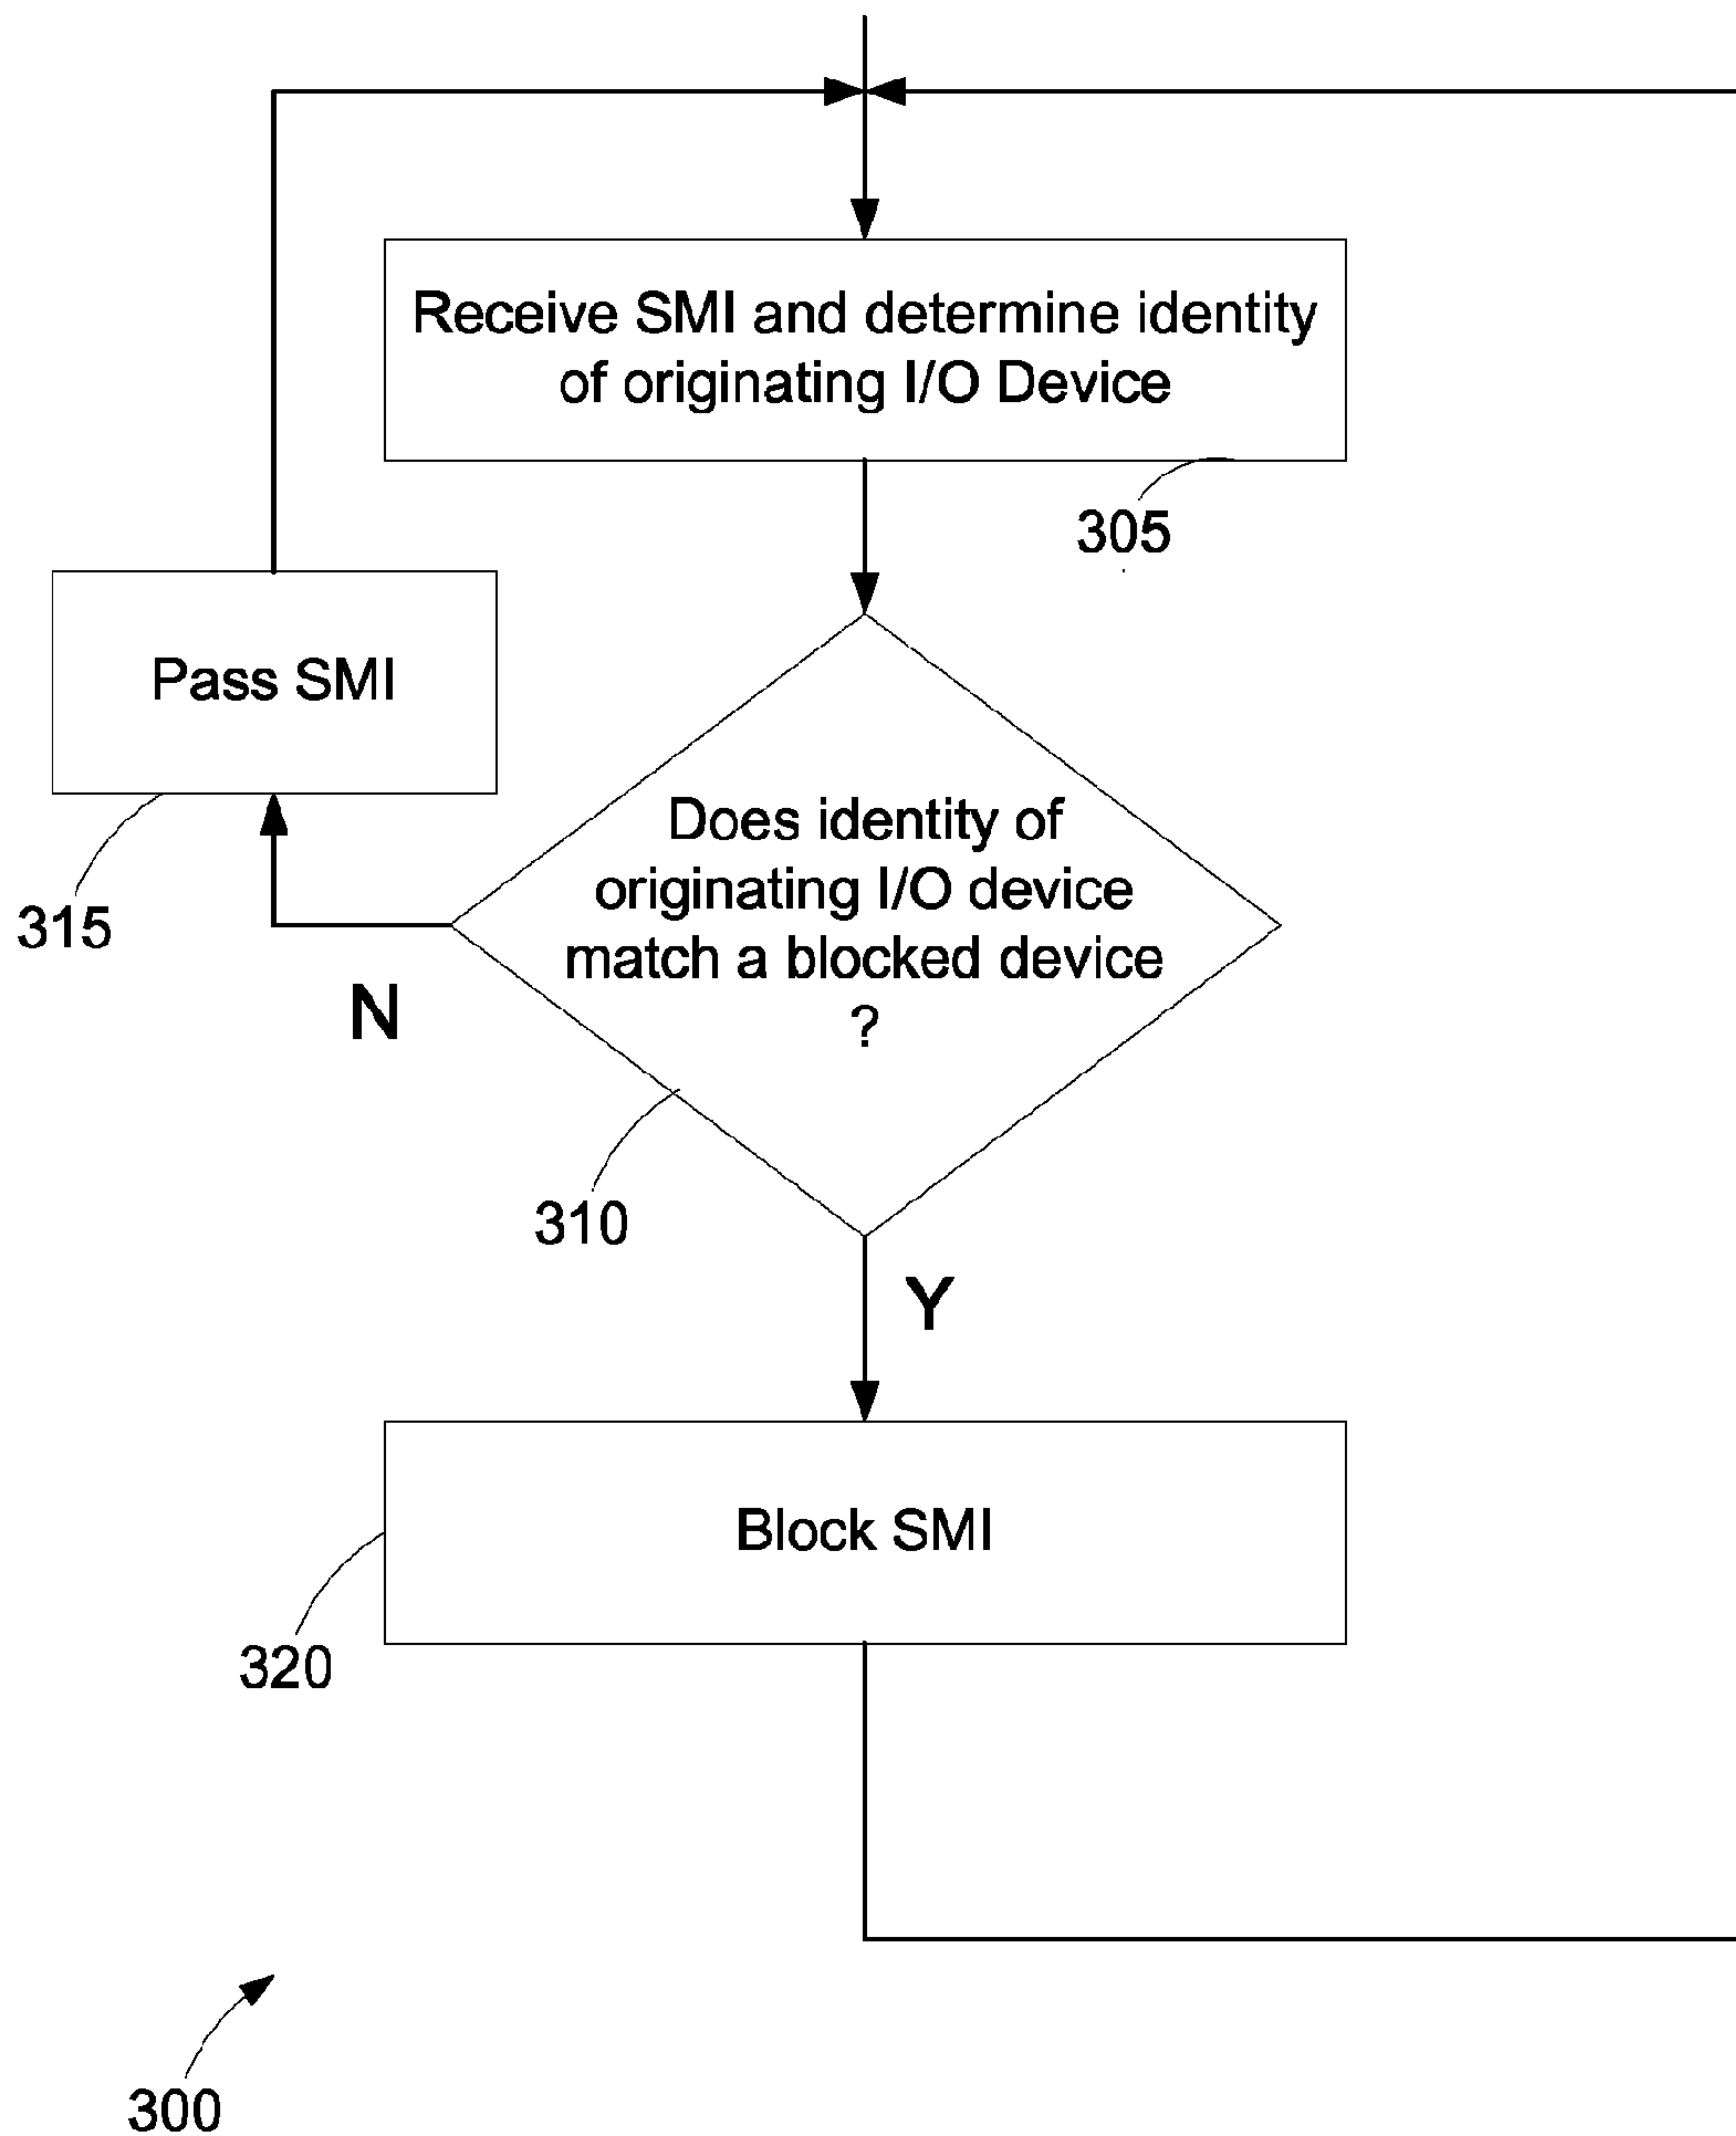 Receive SMI and determine identity
of originating I/O Device
305
Pass SMI
315
Does identity of
originating I/O device
match a blocked device
?
N
310
Y
Block SMI
320
300